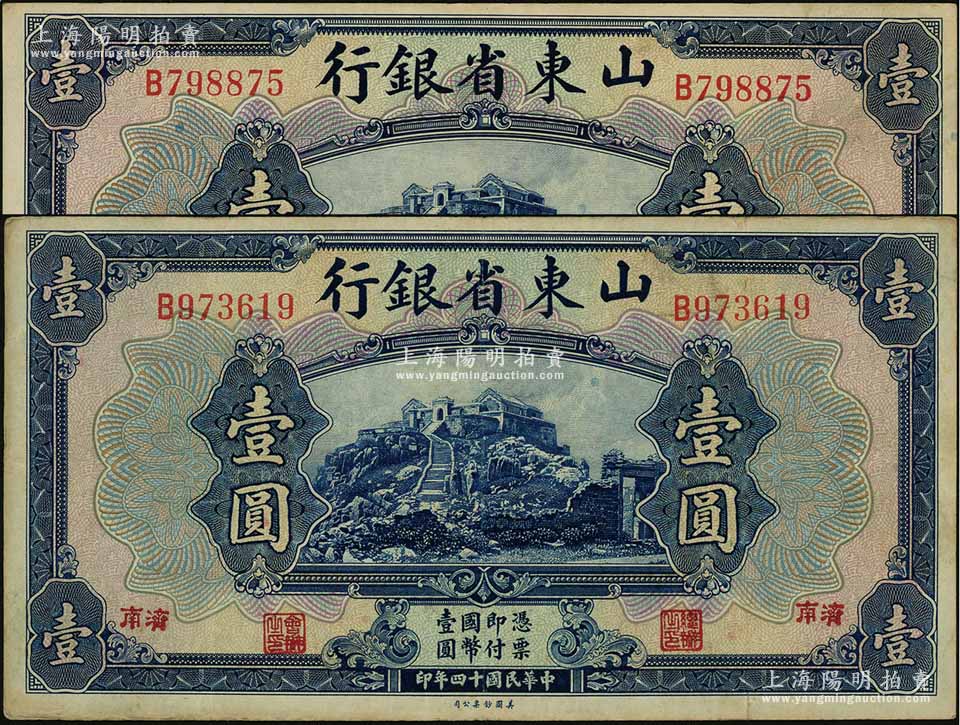 上海陽明拍賣
www.yangmingauction.com
壹 山東省銀行 壹
B798875 B798875
壹 壹
壹 山東省銀行 壹
B973619 B973619
上海陽明拍賣
www.yangmingauction.com
壹圓 壹圓
濟南 濟南
憑票
即付
國幣
壹圓
壹 壹
中華民國十四年印
美國鈔票公司
上海陽明拍賣
www.yangmingauction.com